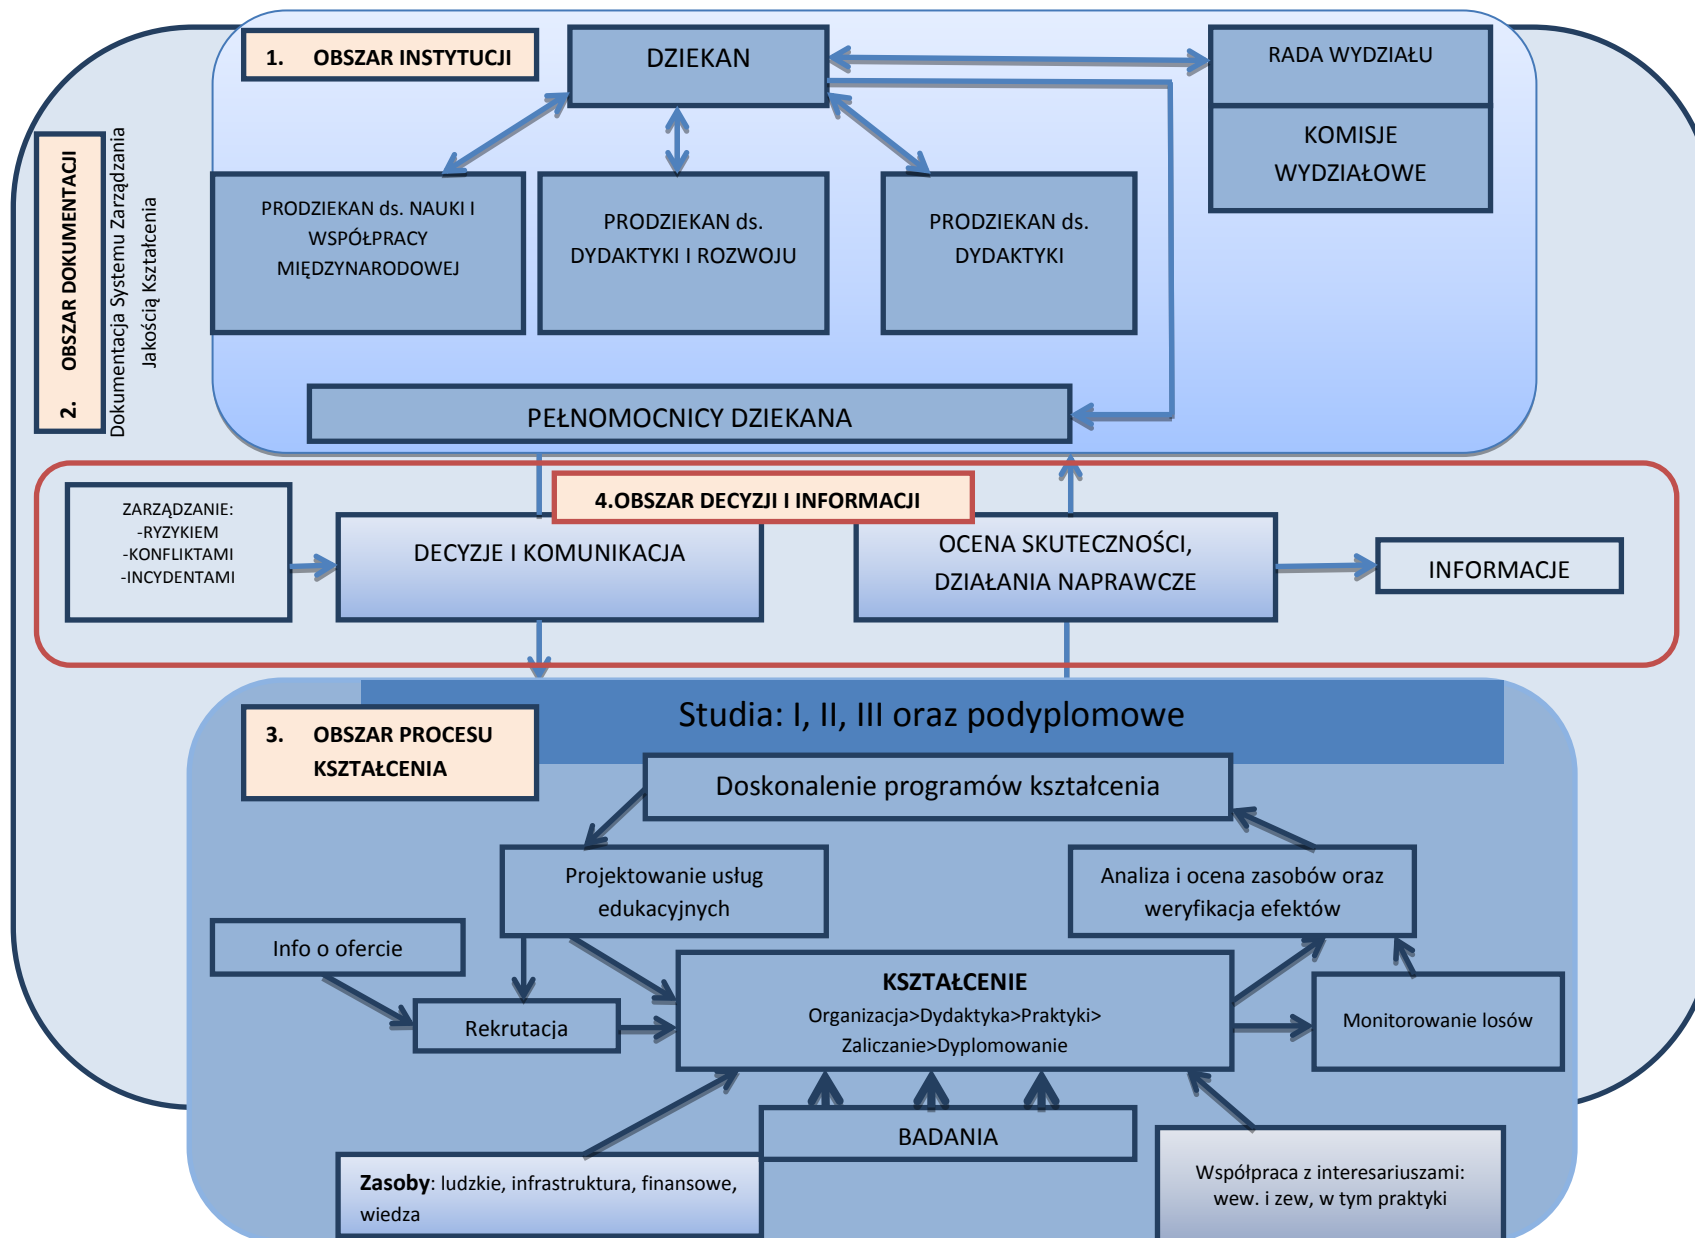 1. OBSZAR INSTYTUCJI
DZIEKAN
RADA WYDZIAŁU
KOMISJE
WYDZIAŁOWE
2. OBSZAR DOKUMENTACJI
Dokumentacja Systemu Zarządzania
Jakością Kształcenia
PRODZIEKAN ds. NAUKI I
WSPÓŁPRACY
MIĘDZYNARODOWEJ
PRODZIEKAN ds.
DYDAKTYKI I ROZWOJU
PRODZIEKAN ds.
DYDAKTYKI
PEŁNOMOCNICY DZIEKANA
4.OBSZAR DECYZJI I INFORMACJI
ZARZĄDZANIE:
-RYZYKIEM
-KONFLIKTAMI
-INCYDENTAMI
DECYZJE I KOMUNIKACJA
OCENA SKUTECZNOŚCI,
DZIAŁANIA NAPRAWCZE
INFORMACJE
Studia: I, II, III oraz podyplomowe
3. OBSZAR PROCESU
KSZTAŁCENIA
Doskonalenie programów kształcenia
Projektowanie usług
edukacyjnych
Analiza i ocena zasobów oraz
weryfikacja efektów
Info o ofercie
Rekrutacja
KSZTAŁCENIE
Organizacja>Dydaktyka>Praktyki>
Zaliczanie>Dyplomowanie
Monitorowanie losów
BADANIA
Zasoby: ludzkie, infrastruktura, finansowe,
wiedza
Współpraca z interesariuszami:
wew. i zew, w tym praktyki